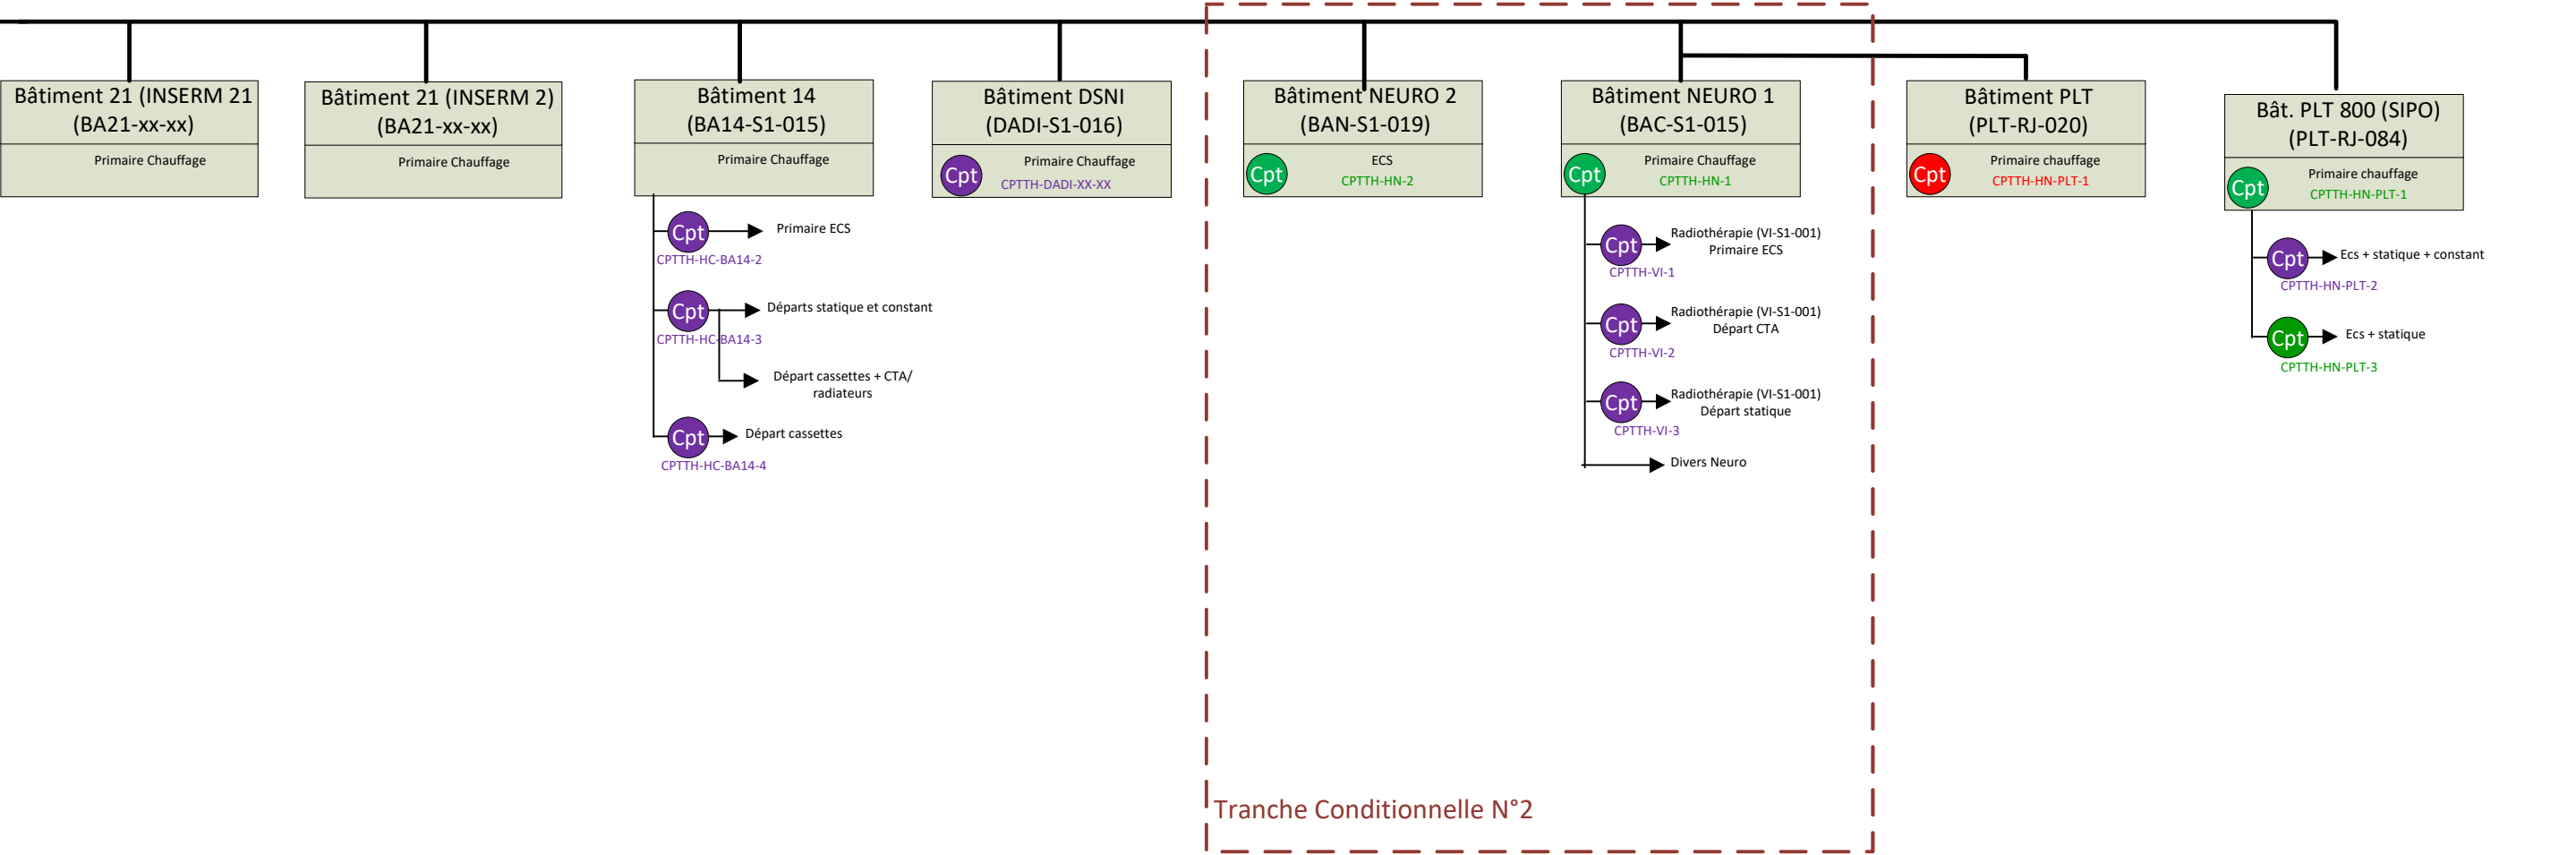 Bâtiment 21 (INSERM 21
(BA21-xx-xx)
Primaire Chauffage
Bâtiment 21 (INSERM 2)
(BA21-xx-xx)
Primaire Chauffage
Bâtiment 14
(BA14-S1-015)
Primaire Chauffage
Cpt
Primaire ECS
CPTTH-HC-BA14-2
Cpt
Départs statique et constant
CPTTH-HC-BA14-3
Départ cassettes + CTA/
radiateurs
Cpt
Départ cassettes
CPTTH-HC-BA14-4
Bâtiment DSNI
(DADI-S1-016)
Cpt
Primaire Chauffage
CPTTH-DADI-XX-XX
Bâtiment NEURO 2
(BAN-S1-019)
Cpt
ECS
CPTTH-HN-2
Bâtiment NEURO 1
(BAC-S1-015)
Cpt
Primaire Chauffage
CPTTH-HN-1
Cpt
Radiothérapie (VI-S1-001)
Primaire ECS
CPTTH-VI-1
Cpt
Radiothérapie (VI-S1-001)
Départ CTA
CPTTH-VI-2
Cpt
Radiothérapie (VI-S1-001)
Départ statique
CPTTH-VI-3
Divers Neuro
Tranche Conditionnelle N°2
Bâtiment PLT
(PLT-RJ-020)
Cpt
Primaire chauffage
CPTTH-HN-PLT-1
Bât. PLT 800 (SIPO)
(PLT-RJ-084)
Cpt
Primaire chauffage
CPTTH-HN-PLT-1
Cpt
Ecs + statique + constant
CPTTH-HN-PLT-2
Cpt
Ecs + statique
CPTTH-HN-PLT-3